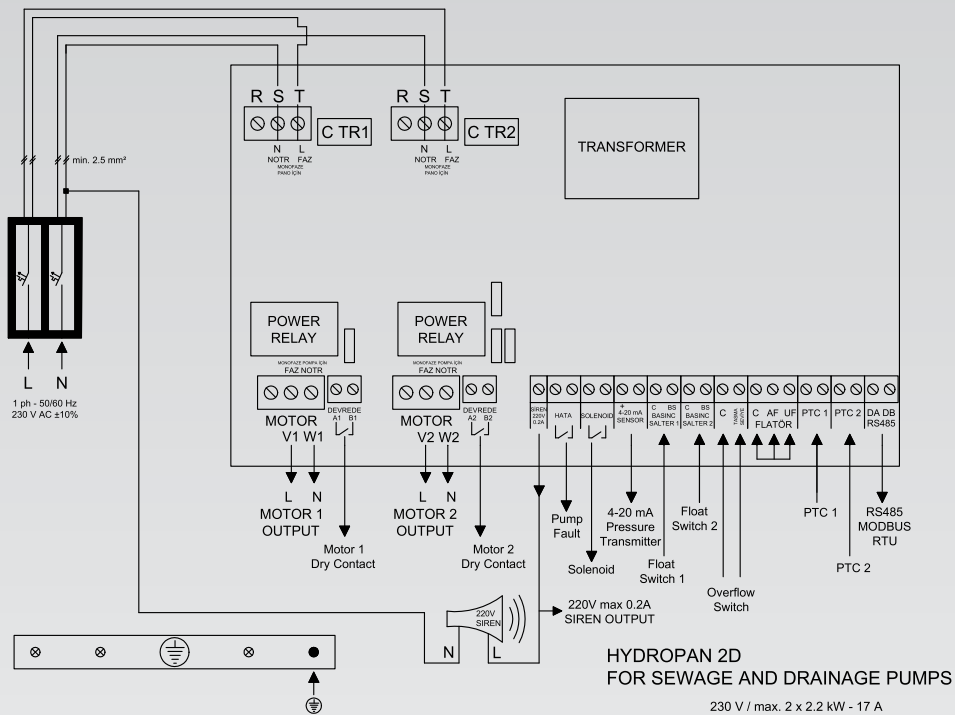 R S T
C TR1
N L
NOTR FAZ
MONOFAZE
PANO İÇİN
R S T
C TR2
N L
NOTR FAZ
MONOFAZE
PANO İÇİN
TRANSFORMER
min. 2.5 mm²
L N
1 ph - 50/60 Hz
230 V AC ±10%
POWER
RELAY
MONOFAZE POMPA İÇİN
FAZ NOTR
MOTOR
V1 W1
DEVREDE
A1 B1
POWER
RELAY
MONOFAZE POMPA İÇİN
FAZ NOTR
MOTOR
V2 W2
DEVREDE
A2 B2
SIREN
220V
0.2A
HATA
SOLENOID
+
4-20 mA
SENSOR
C BS
BASINC
SALTER 1
C BS
BASINC
SALTER 2
C
TAŞMA
SEVİYE
C AF UF
FLATÖR
PTC 1
PTC 2
DA DB
RS485
L N
MOTOR 1
OUTPUT
Motor 1
Dry Contact
L N
MOTOR 2
OUTPUT
Motor 2
Dry Contact
Pump
Fault
Solenoid
4-20 mA
Pressure
Transmitter
Float
Switch 1
Float
Switch 2
Overflow
Switch
PTC 1
PTC 2
RS485
MODBUS
RTU
220V
SIREN
N L
220V max 0.2A
SIREN OUTPUT
HYDROPAN 2D
FOR SEWAGE AND DRAINAGE PUMPS
230 V / max. 2 x 2.2 kW - 17 A